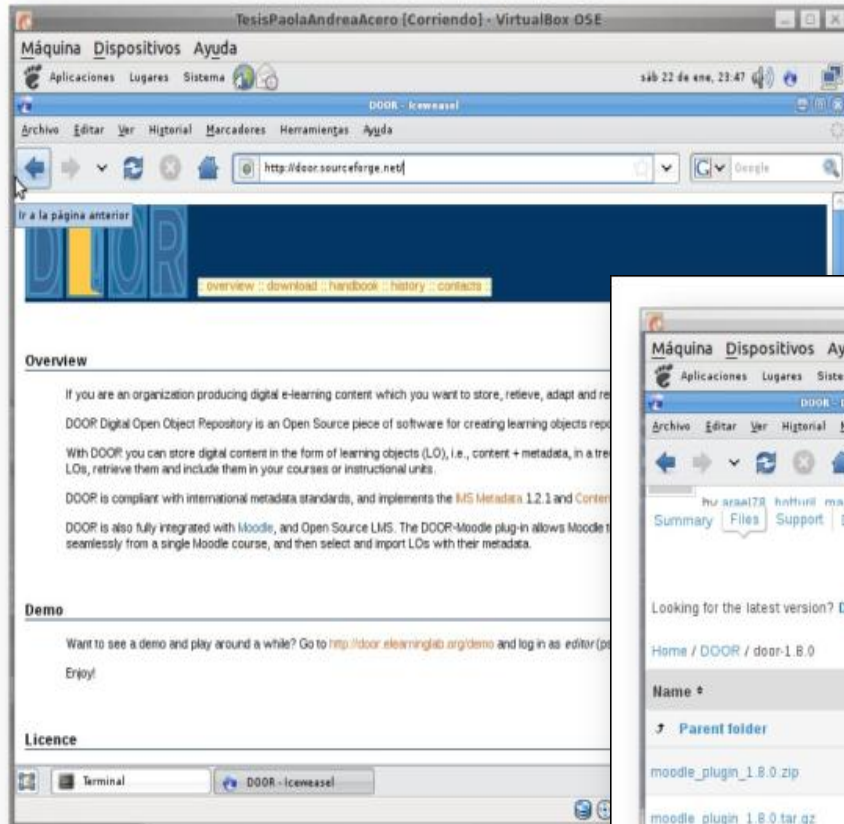 TesisPaolaAndreaAcero [Corriendo] - VirtualBox OSE
Máquina Dispositivos Ayuda
Aplicaciones Lugares Sistema sáb 22 de ene, 23:47
DOOR - Iceweasel
Archivo Editar Ver Historial Marcadores Herramientas Ayuda
http://door.sourceforge.net/ Google
Ir a la página anterior
DOOR
:: overview :: download :: handbook :: history :: contacts ::
Overview
If you are an organization producing digital e-learning content which you want to store, retieve, adapt and
DOOR Digital Open Object Repository is an Open Source piece of software for creating learning objects
With DOOR you can store digital content in the form of learning objects (LO), i.e., content + metadata, in a
LOs, retrieve them and include them in your courses or instructional units.
DOOR is compliant with international metadata standards, and implements the IMS Metadata 1.2.1 and
DOOR is also fully integrated with Moodle, and Open Source LMS. The DOOR-Moodle plug-in allows Moodle
seamlessly from a single Moodle course, and then select and import LOs with their metadata.
Demo
Want to see a demo and play around a while? Go to http://door.elearninglab.org/demo and log in as editor
Enjoy!
Licence
Terminal DOOR - Iceweasel
Máquina Dispositivos
Aplicaciones Lugares
DOOR
Archivo Editar Ver Historial
Summary Files Support
Looking for the latest version?
Home / DOOR / door-1.8.0
Name
Parent folder
moodle_plugin_1.8.0.zip
moodle_plugin_1.8.0.tar.gz